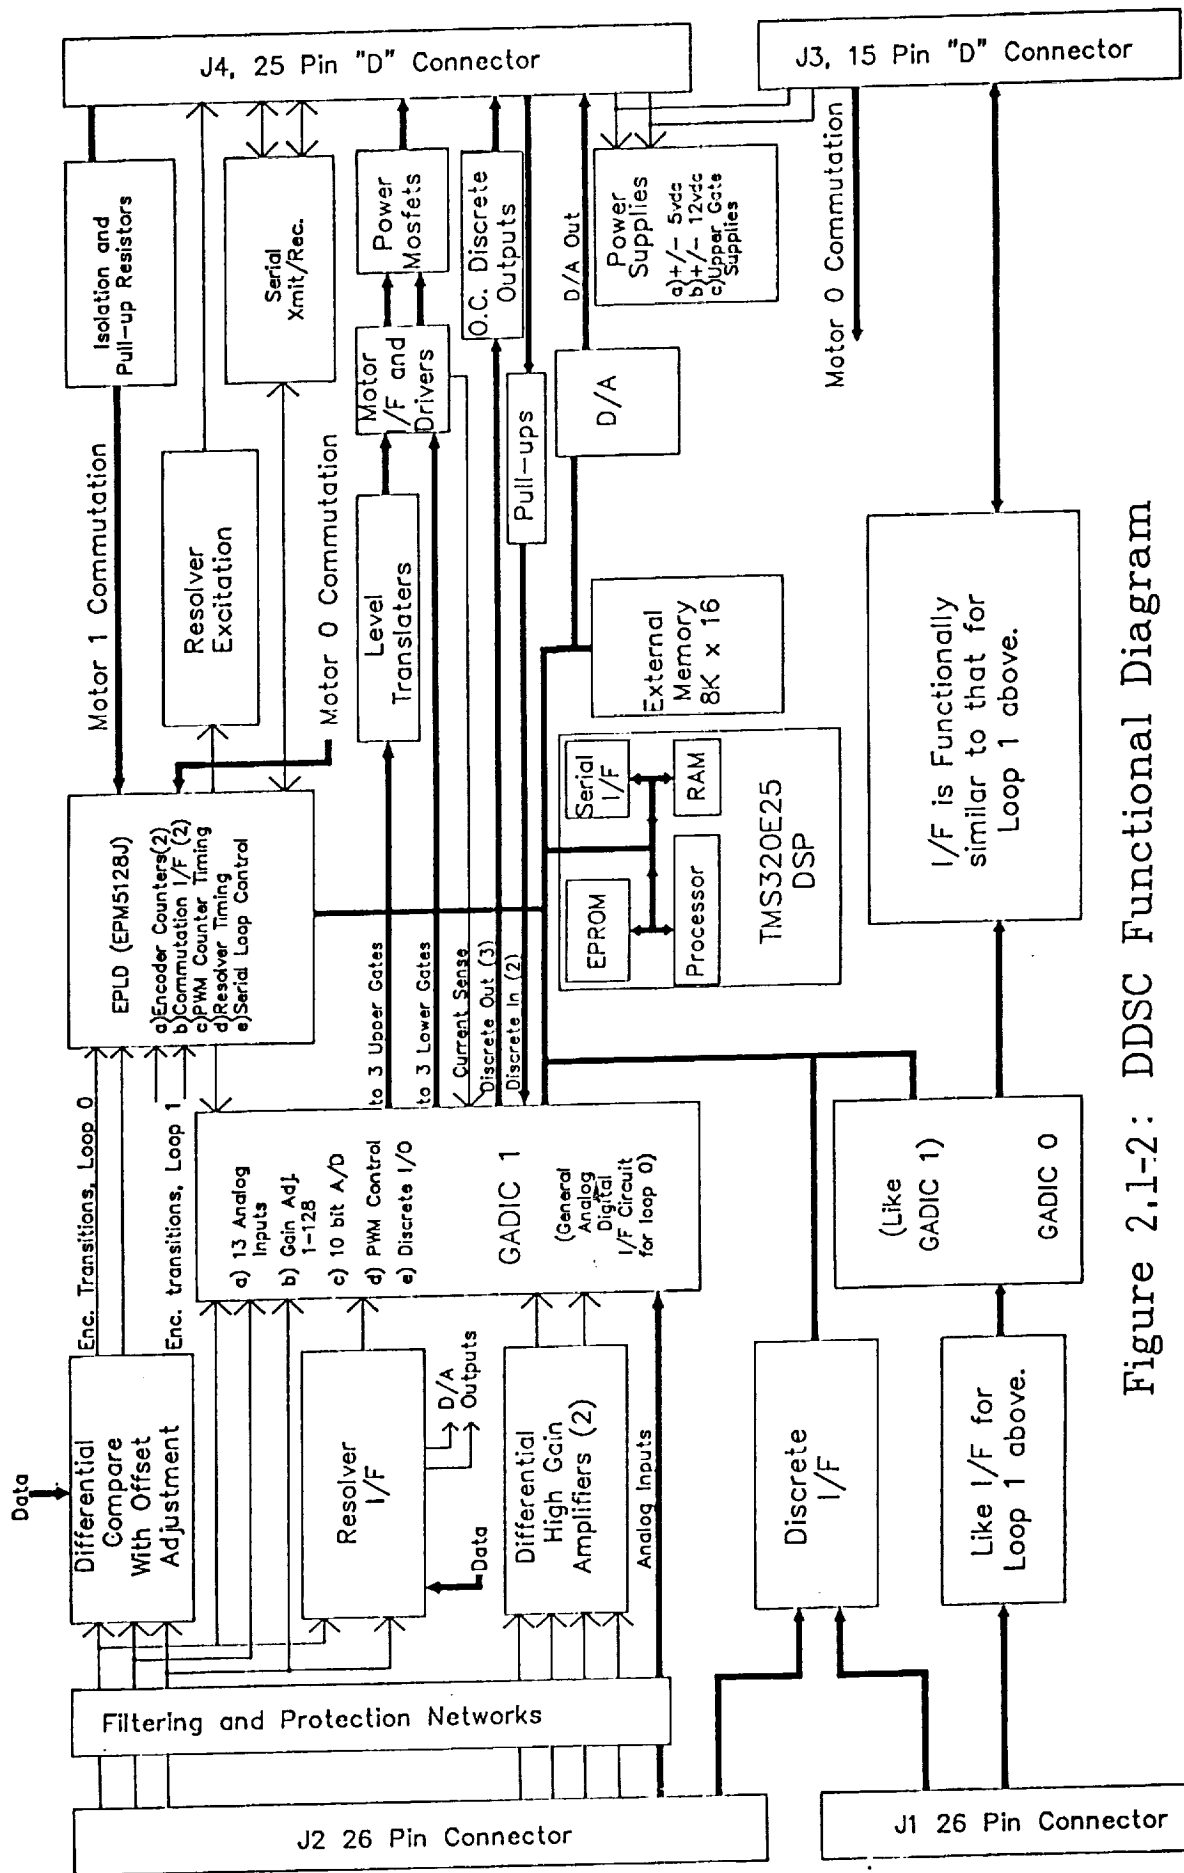 J4, 25 Pin "D" Connector
J3, 15 Pin "D" Connector
Isolation and
Pull-up Resistors
Serial
Xmit/Rec.
Power
Mosfets
O.C. Discrete
Outputs
D/A Out
Power
Supplies
a)+/- 5vdc
b)+/- 12vdc
c)Upper Gate
Supplies
Motor 0 Commutation
Motor 1 Commutation
Resolver
Excitation
Motor 0 Commutation
Level
Translaters
Motor
I/F and
Drivers
Pull-ups
D/A
External
Memory
8K x 16
I/F is Functionally
similar to that for
Loop 1 above.
EPLD (EPM5128J)
a)Encoder Counters(2)
b)Commutation I/F (2)
c)PWM Counter Timing
d)Resolver Timing
e)Serial Loop Control
to 3 Upper Gates
to 3 Lower Gates
Current Sense
Discrete Out (3)
Discrete In (2)
EPROM
Serial
I/F
Processor
RAM
TMS320E25
DSP
Enc. Transitions, Loop 0
Enc. transitions, Loop 1
a) 13 Analog
Inputs
b) Gain Adj.
1-128
c) 10 bit A/D
d) PWM Control
e) Discrete I/O
GADIC 1
(General
Analog
Digital
I/F Circuit
for loop 0)
(Like
GADIC 1)
GADIC 0
Data
Differential
Compare
With Offset
Adjustment
Resolver
I/F
D/A
Outputs
Data
Differential
High Gain
Amplifiers (2)
Analog Inputs
Discrete
I/F
Like I/F for
Loop 1 above.
Filtering and Protection Networks
J2 26 Pin Connector
J1 26 Pin Connector
Figure 2.1-2: DDSC Functional Diagram